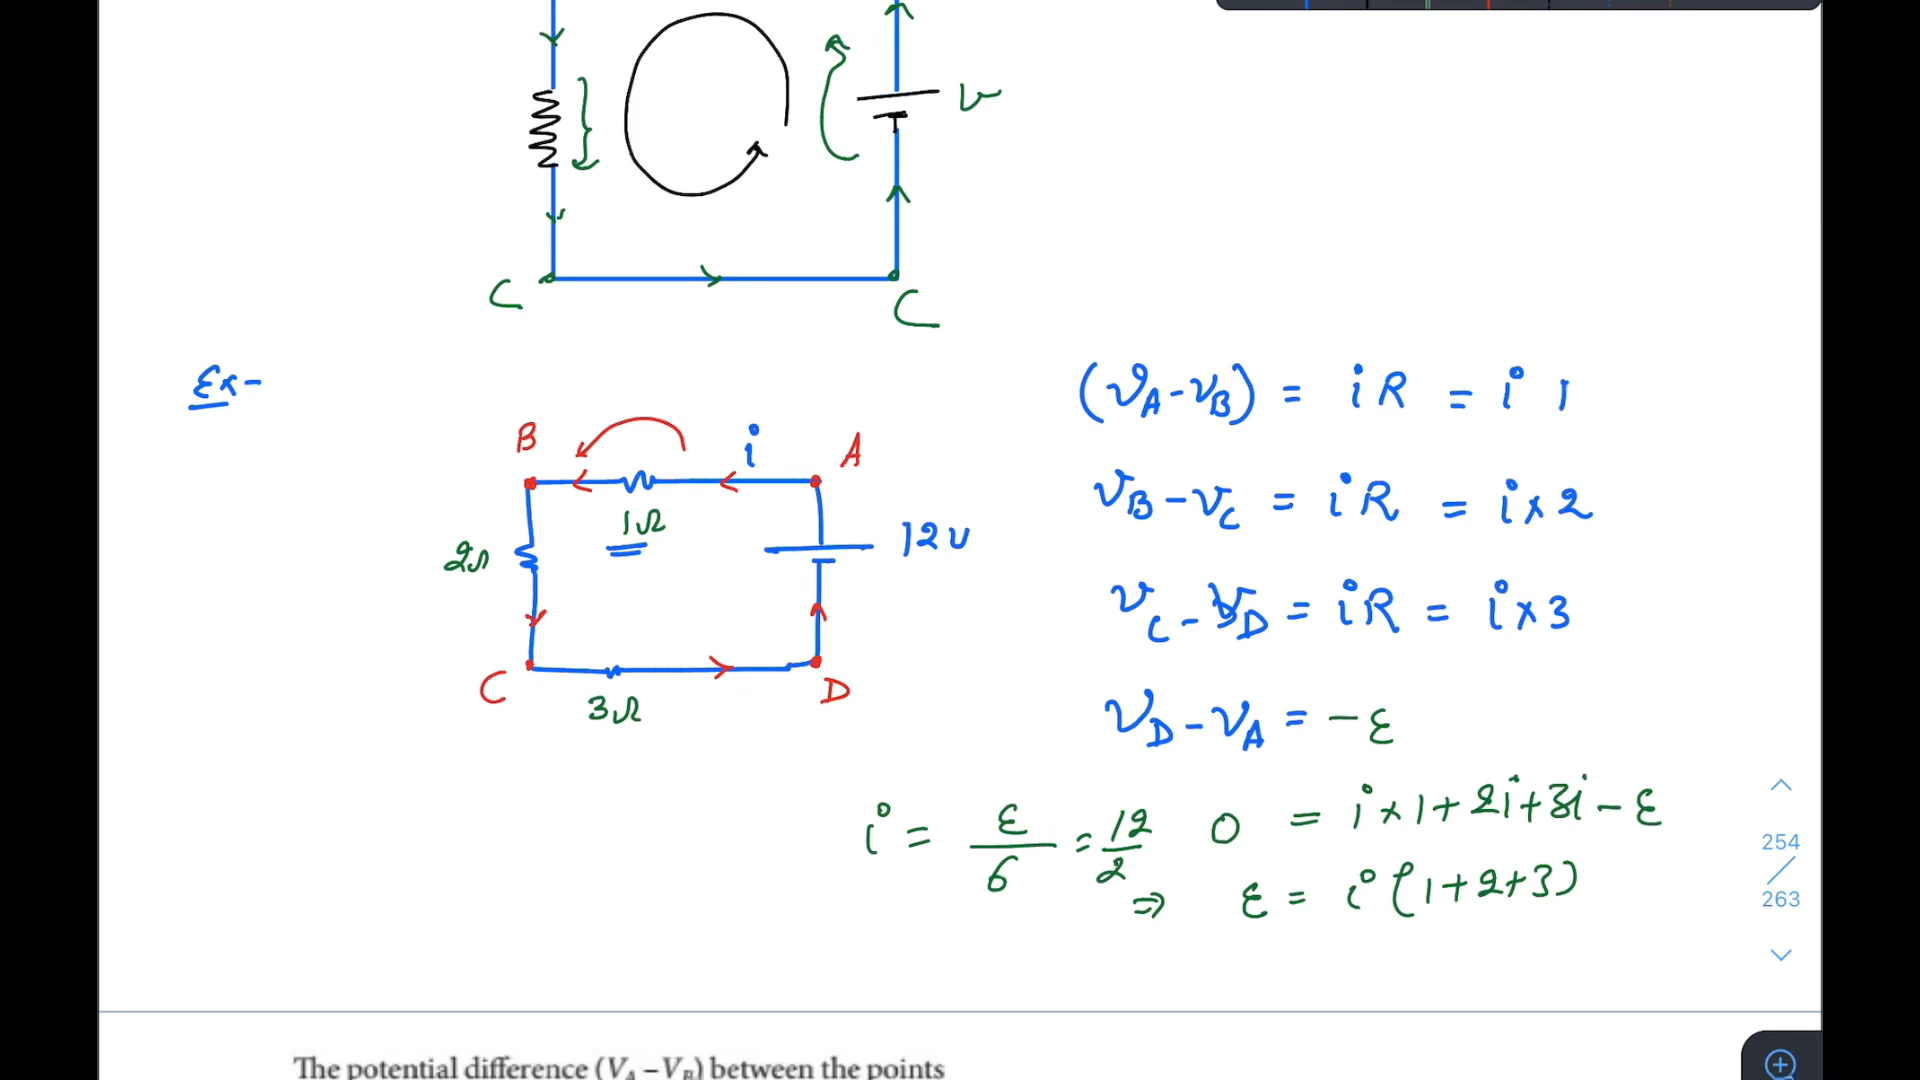 V
C
C
Ex-
(VA-VB) = iR = i 1
B
i
A
VB-VC = iR = i×2
1Ω
12V
2Ω
VC-VD = iR = i×3
C
D
3Ω
VD-VA = -ε
0 = i×1+2i+3i-ε
i = ε/6 = 12/2
⇒ ε = i(1+2+3)
254
/
263
The potential difference (VA – VB) between the points